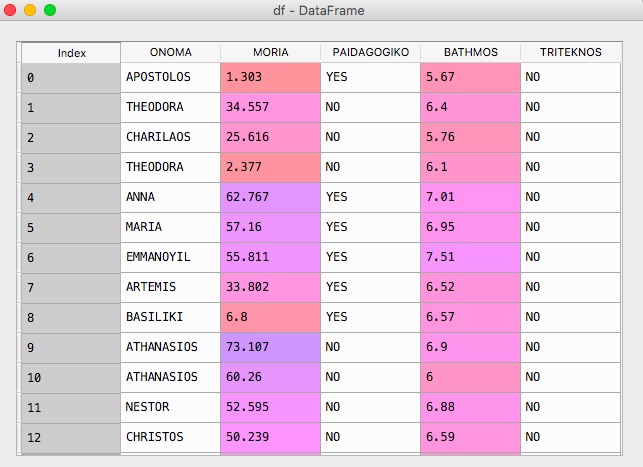 df - DataFrame
Index ONOMA MORIA PAIDAGOGIKO BATHMOS TRITEKNOS
0 APOSTOLOS 1.303 YES 5.67 NO
1 THEODORA 34.557 NO 6.4 NO
2 CHARILAOS 25.616 NO 5.76 NO
3 THEODORA 2.377 NO 6.1 NO
4 ANNA 62.767 YES 7.01 NO
5 MARIA 57.16 YES 6.95 NO
6 EMMANOYIL 55.811 YES 7.51 NO
7 ARTEMIS 33.802 YES 6.52 NO
8 BASILIKI 6.8 YES 6.57 NO
9 ATHANASIOS 73.107 NO 6.9 NO
10 ATHANASIOS 60.26 NO 6 NO
11 NESTOR 52.595 NO 6.88 NO
12 CHRISTOS 50.239 NO 6.59 NO